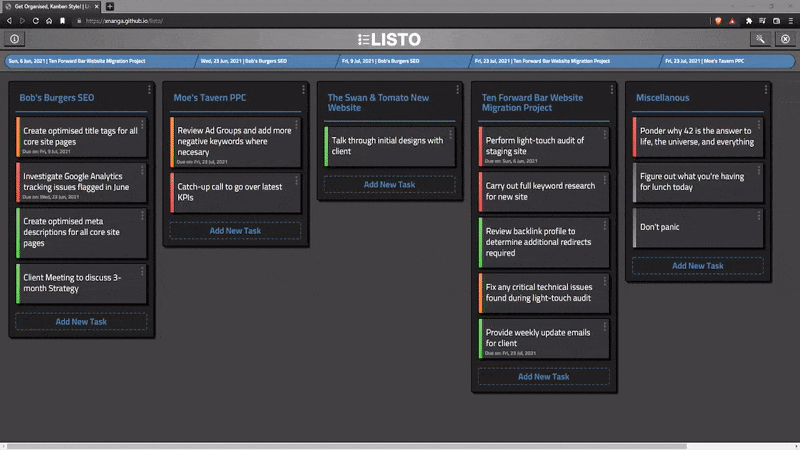 Get Organised, Kanban Style! | Li
https://xnanga.github.io/listo/
LISTO
Sun, 6 Jun, 2021 | Ten Forward Bar Website Migration Project
Wed, 23 Jun, 2021 | Bob's Burgers SEO
Fri, 9 Jul, 2021 | Bob's Burgers SEO
Fri, 23 Jul, 2021 | Ten Forward Bar Website Migration Project
Fri, 23 Jul, 2021 | Moe's Tavern PPC
Bob's Burgers SEO
Create optimised title tags for all
core site pages
Due on: Fri, 9 Jul, 2021
Investigate Google Analytics
tracking issues flagged in June
Due on: Wed, 23 Jun, 2021
Create optimised meta
descriptions for all core site
pages
Client Meeting to discuss 3-
month Strategy
Add New Task
Moe's Tavern PPC
Review Ad Groups and add more
negative keywords where
necesary
Due on: Fri, 23 Jul, 2021
Catch-up call to go over latest
KPIs
Add New Task
The Swan & Tomato New
Website
Talk through initial designs with
client
Add New Task
Ten Forward Bar Website
Migration Project
Perform light-touch audit of
staging site
Due on: Sun, 6 Jun, 2021
Carry out full keyword research
for new site
Review backlink profile to
determine additional redirects
required
Fix any critical technical issues
found during light-touch audit
Provide weekly update emails
for client
Due on: Fri, 23 Jul, 2021
Add New Task
Miscellanous
Ponder why 42 is the answer to
life, the universe, and everything
Figure out what you're having
for lunch today
Don't panic
Add New Task